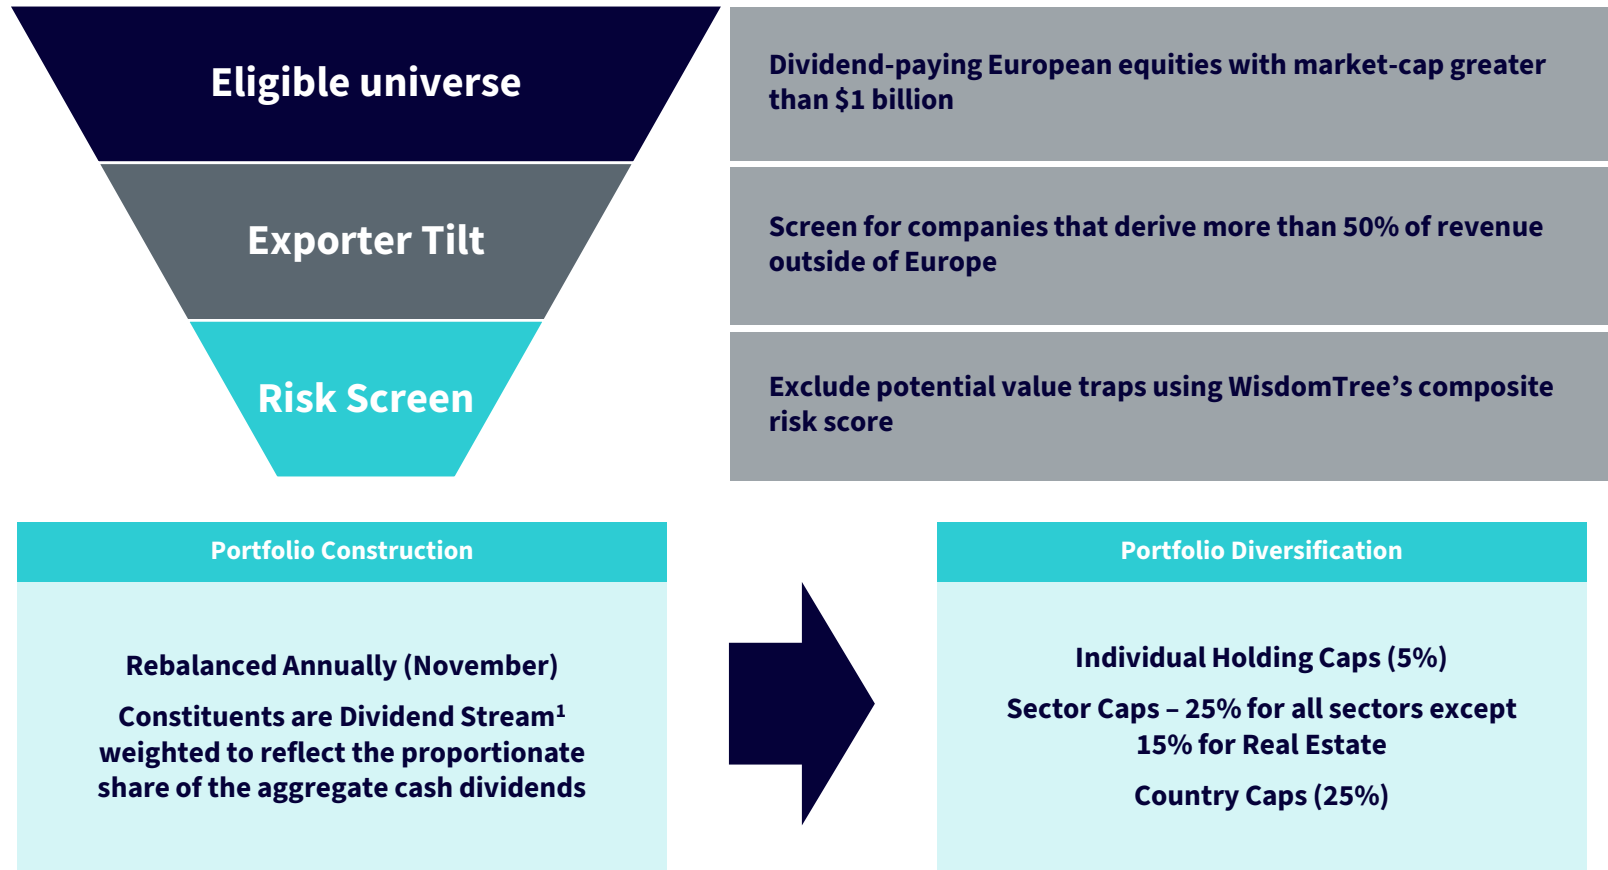 Eligible universe
Dividend-paying European equities with market-cap greater
than $1 billion
Exporter Tilt
Screen for companies that derive more than 50% of revenue
outside of Europe
Risk Screen
Exclude potential value traps using WisdomTree’s composite
risk score
Portfolio Construction
Rebalanced Annually (November)
Constituents are Dividend Stream¹
weighted to reflect the proportionate
share of the aggregate cash dividends
Portfolio Diversification
Individual Holding Caps (5%)
Sector Caps – 25% for all sectors except
15% for Real Estate
Country Caps (25%)